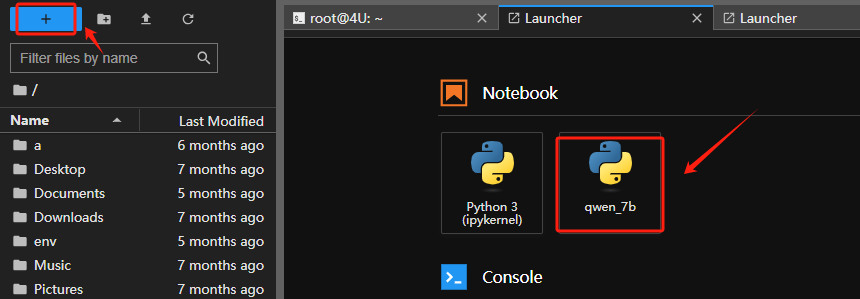 +
Filter files by name
/
Name
Last Modified
a
6 months ago
Desktop
7 months ago
Documents
5 months ago
Downloads
7 months ago
env
5 months ago
Music
7 months ago
Pictures
7 months ago
root@4U: ~
Launcher
Launcher
Notebook
Python 3
(ipykernel)
qwen_7b
Console